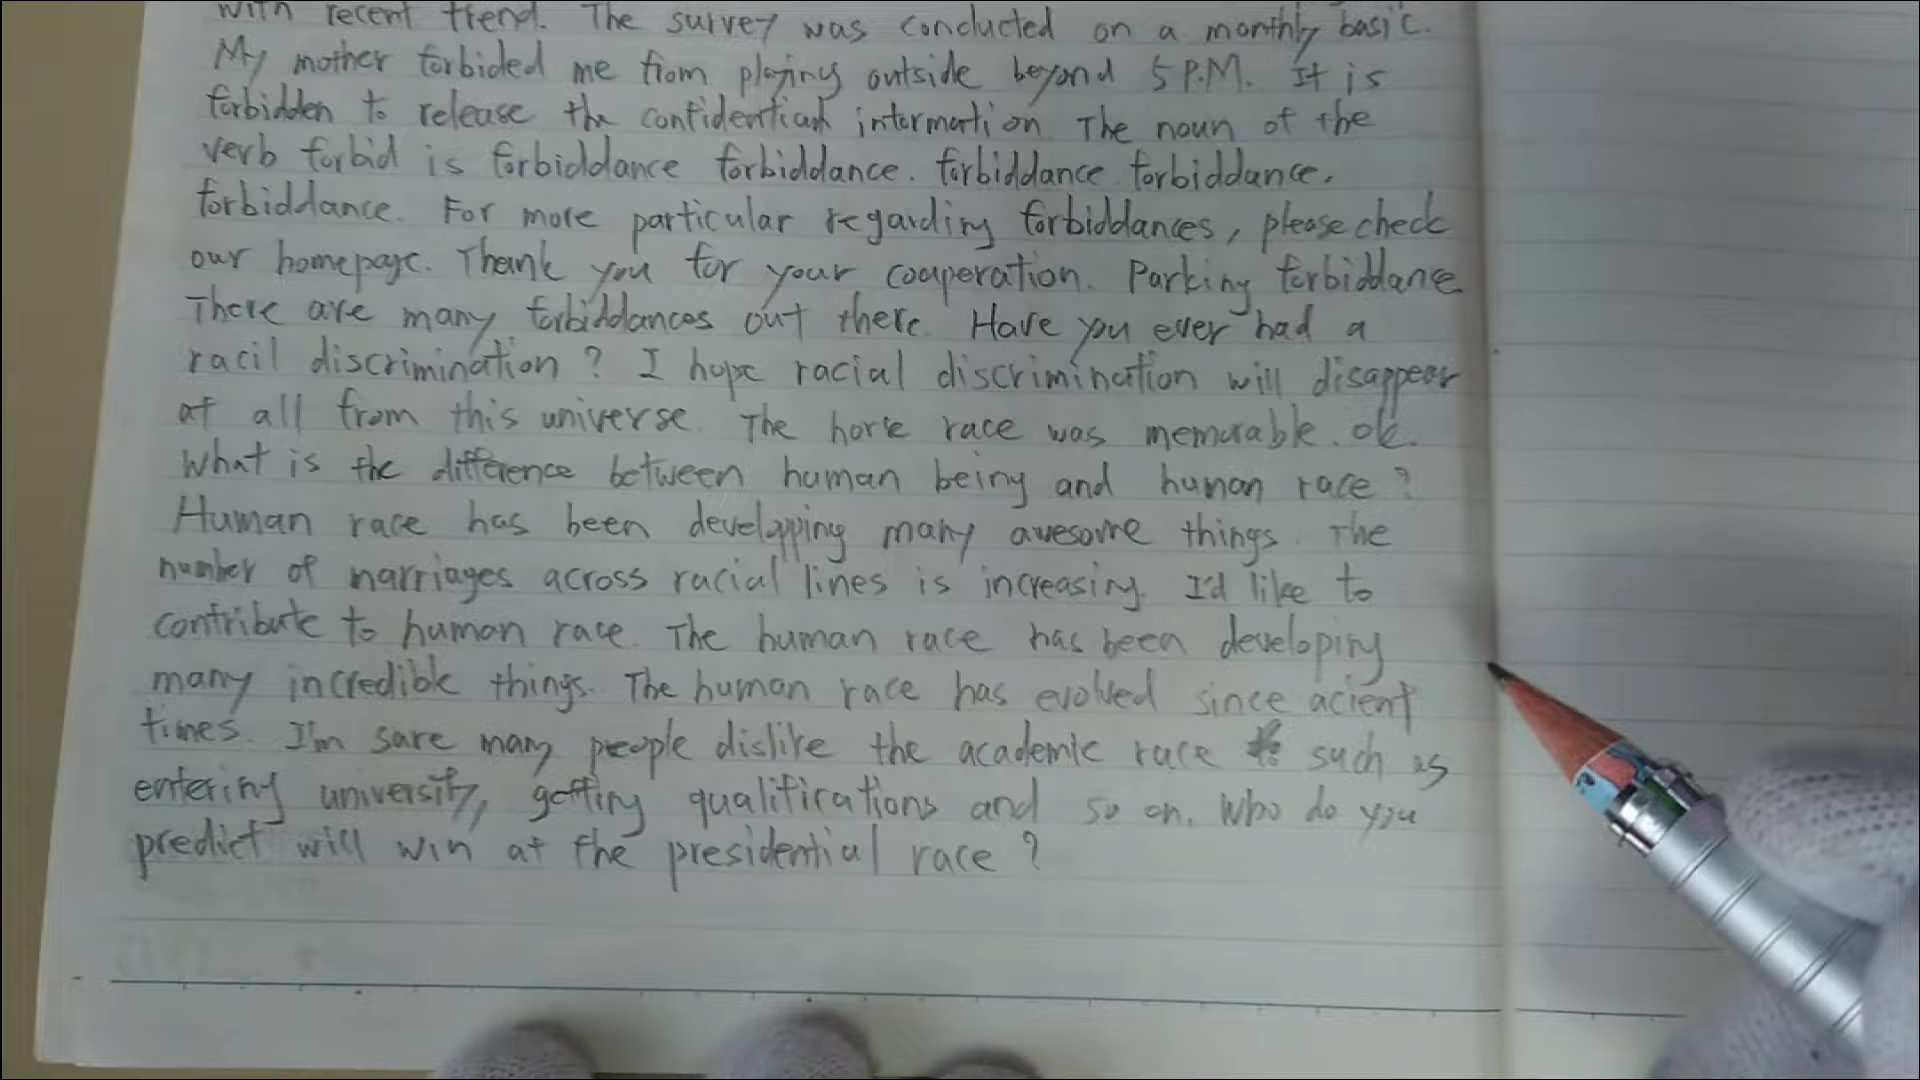 with recent trend. The survey was conducted on a monthly basic.
My mother forbided me from playing outside beyond 5 P.M. It is
forbidden to release the confidential information. The noun of the
verb forbid is forbiddance forbiddance. forbiddance forbiddance.
forbiddance. For more particular regarding forbiddances, please check
our homepage. Thank you for your cooperation. Parking forbiddance
There are many forbiddances out there. Have you ever had a
racil discrimination? I hope racial discrimination will disappear
at all from this universe. The horse race was memorable. ok.
What is the difference between human being and human race?
Human race has been developping many awesome things. The
number of marriages across racial lines is increasing. I'd like to
contribute to human race. The human race has been developing
many incredible things. The human race has evolved since acient
times. I'm sure many people dislike the academic race such as
entering university, getting qualifications and so on. Who do you
predict will win at the presidential race?